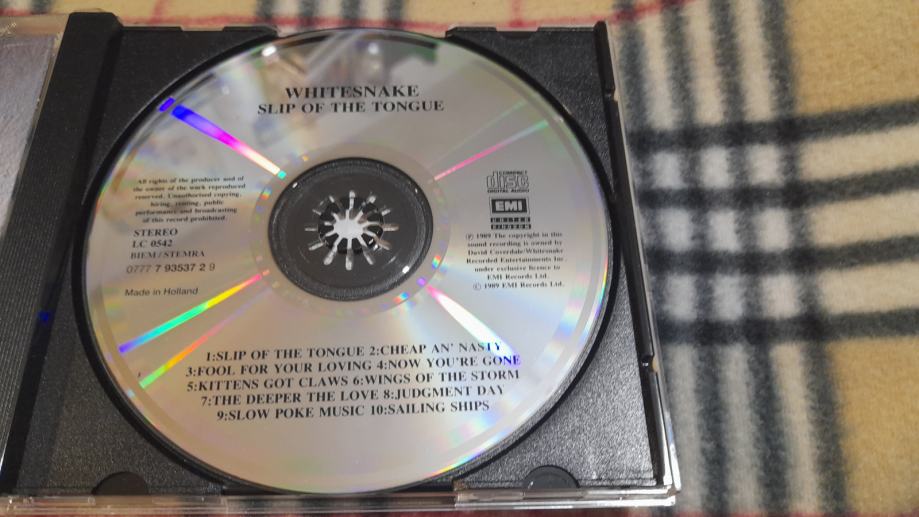 WHITESNAKE
SLIP OF THE TONGUE
All rights of the producer and of
the owner of the work reproduced
reserved. Unauthorised copying,
hiring, renting, public
performance and broadcasting
of this record prohibited.
STEREO
LC 0542
BIEM / STEMRA
0777 7 93537 2 9
Made in Holland
COMPACT
disc
DIGITAL AUDIO
EMI
UNITED
KINGDOM
℗ 1989 The copyright in this
sound recording is owned by
David Coverdale/Whitesnake
Recorded Entertainments Inc.
under exclusive licence to
EMI Records Ltd.
© 1989 EMI Records Ltd.
1:SLIP OF THE TONGUE 2:CHEAP AN' NASTY
3:FOOL FOR YOUR LOVING 4:NOW YOU'RE GONE
5:KITTENS GOT CLAWS 6:WINGS OF THE STORM
7:THE DEEPER THE LOVE 8:JUDGMENT DAY
9:SLOW POKE MUSIC 10:SAILING SHIPS